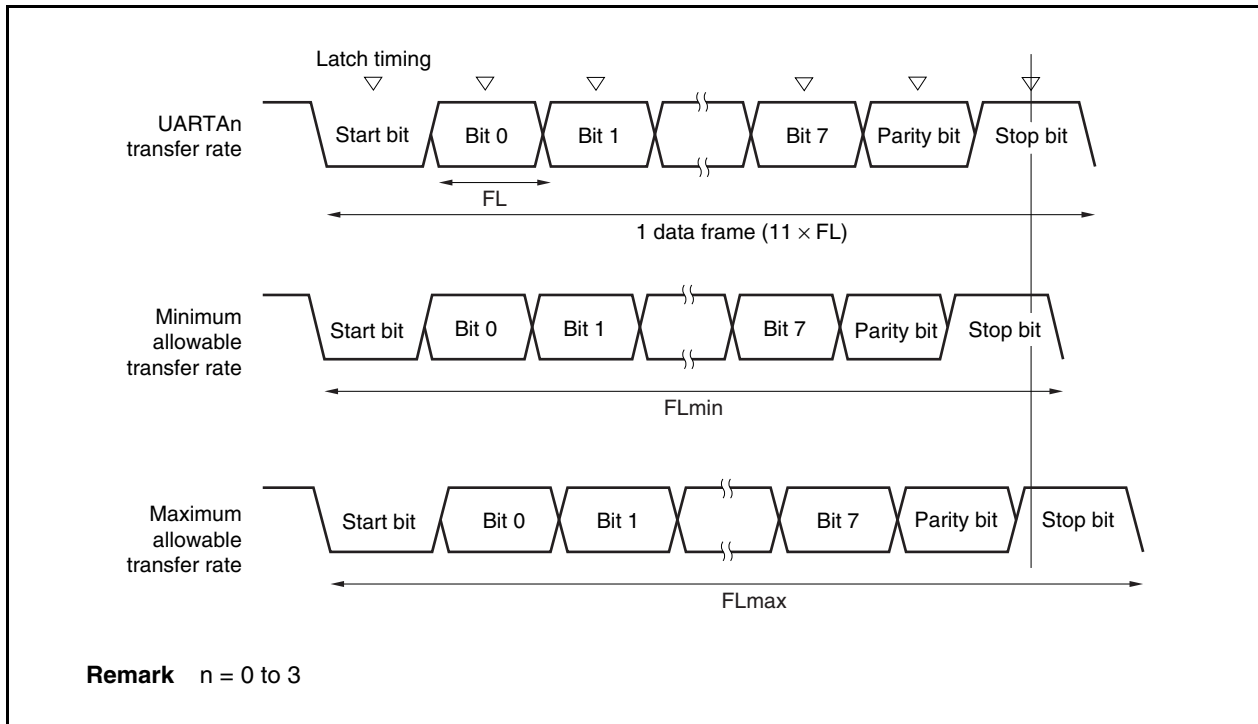 Latch timing
UARTAn
transfer rate
Start bit
Bit 0
Bit 1
Bit 7
Parity bit
Stop bit
FL
1 data frame (11 × FL)
Minimum
allowable
transfer rate
Start bit
Bit 0
Bit 1
Bit 7
Parity bit
Stop bit
FLmin
Maximum
allowable
transfer rate
Start bit
Bit 0
Bit 1
Bit 7
Parity bit
Stop bit
FLmax
Remark n = 0 to 3